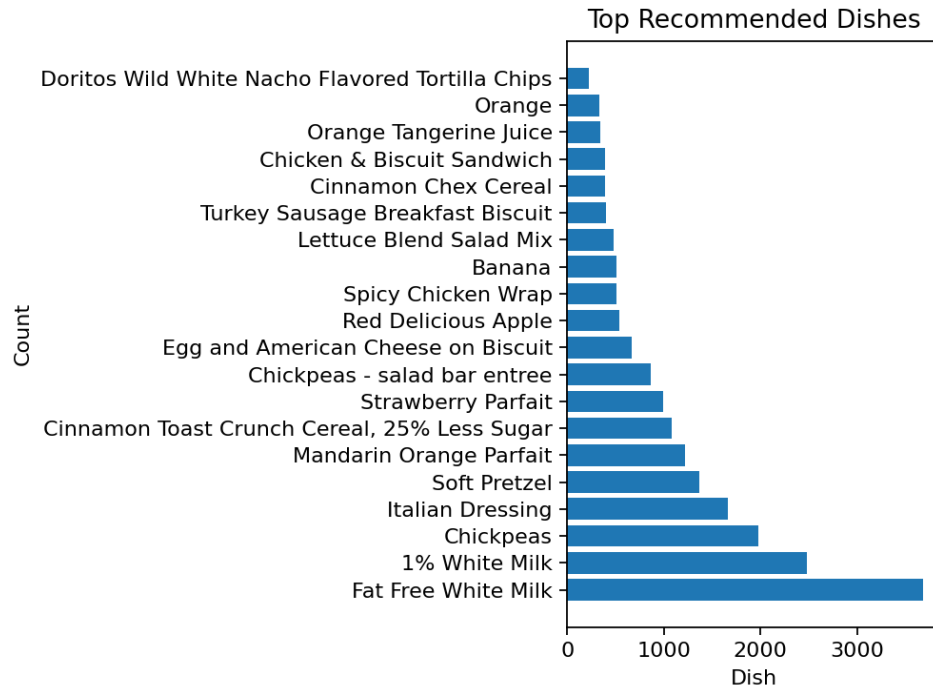 Top Recommended Dishes
Doritos Wild White Nacho Flavored Tortilla Chips
Orange
Orange Tangerine Juice
Chicken & Biscuit Sandwich
Cinnamon Chex Cereal
Turkey Sausage Breakfast Biscuit
Lettuce Blend Salad Mix
Banana
Spicy Chicken Wrap
Red Delicious Apple
Egg and American Cheese on Biscuit
Chickpeas - salad bar entree
Strawberry Parfait
Cinnamon Toast Crunch Cereal, 25% Less Sugar
Mandarin Orange Parfait
Soft Pretzel
Italian Dressing
Chickpeas
1% White Milk
Fat Free White Milk
Count
0 1000 2000 3000
Dish